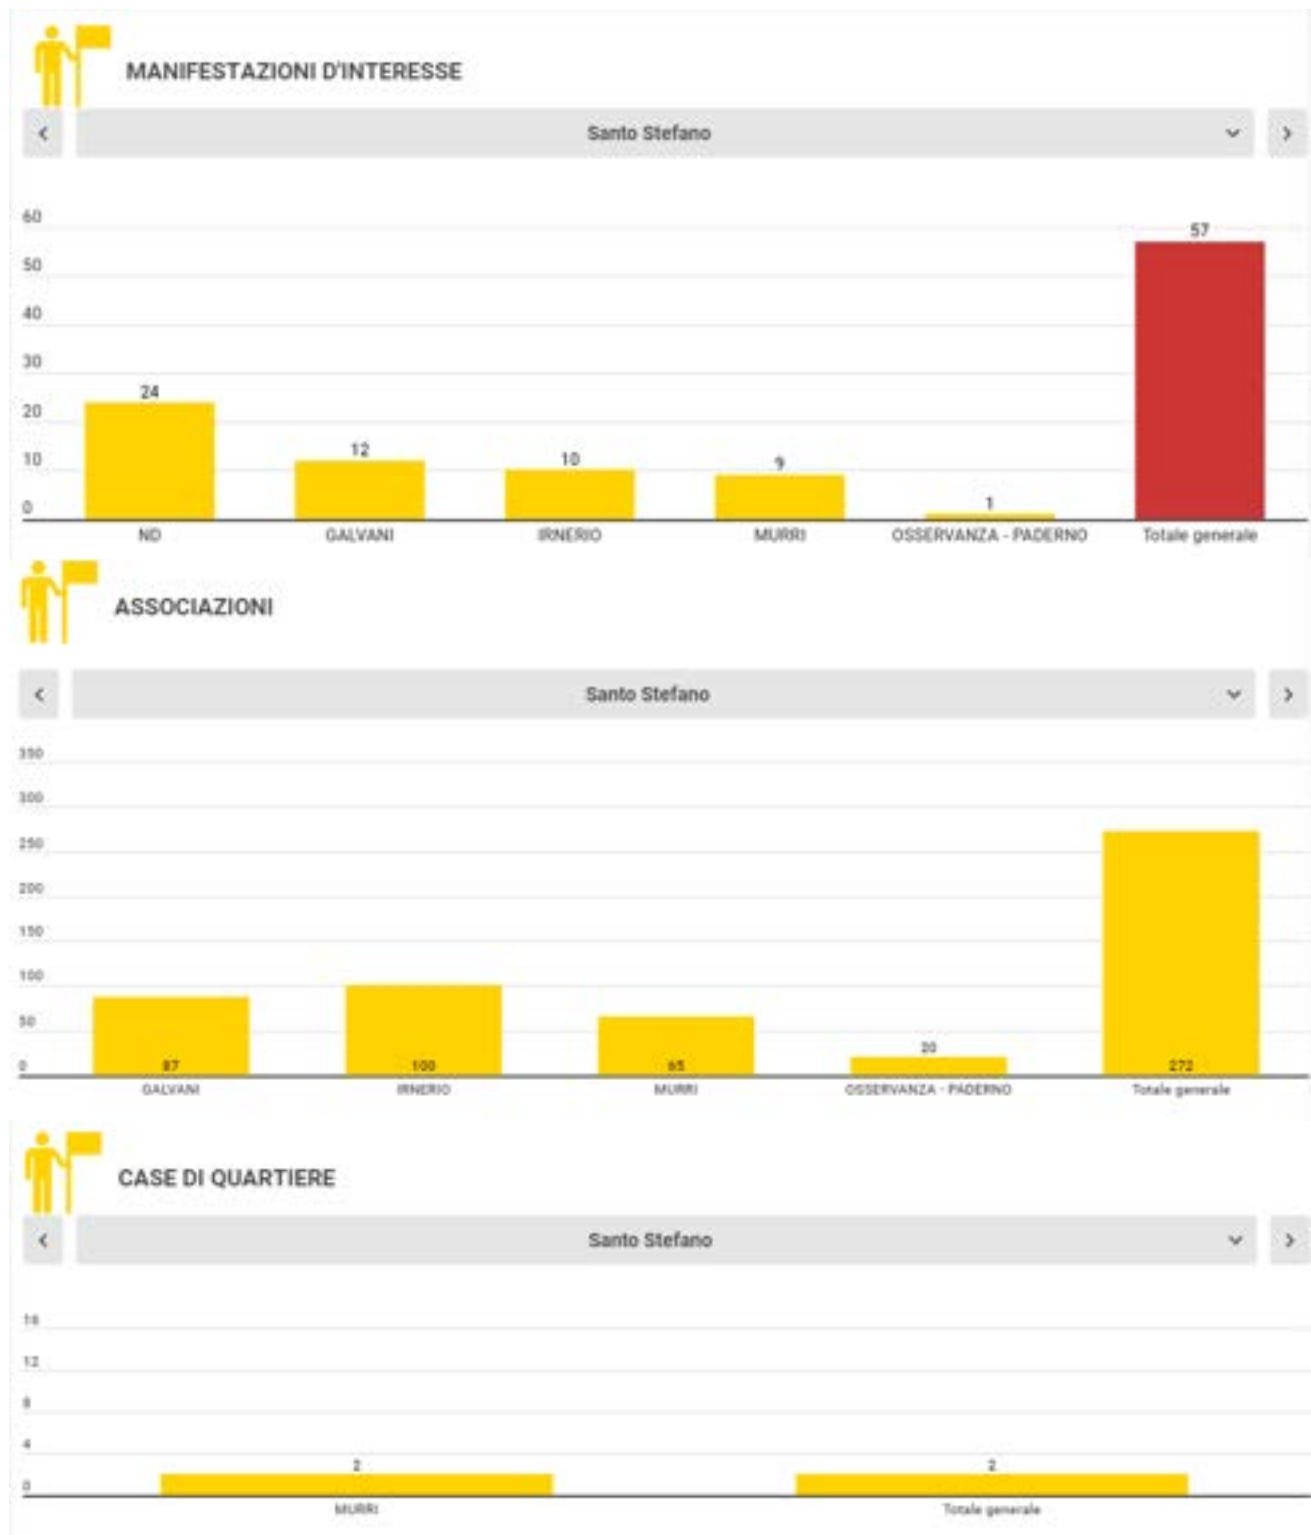 MANIFESTAZIONI D'INTERESSE
Santo Stefano
60
50
40
30
20
10
0
24
12
10
9
1
57
ND
GALVANI
IRNERIO
MURRI
OSSERVANZA - PADERNO
Totale generale
ASSOCIAZIONI
Santo Stefano
350
300
250
200
150
100
50
0
87
100
65
20
272
GALVANI
IRNERIO
MURRI
OSSERVANZA - PADERNO
Totale generale
CASE DI QUARTIERE
Santo Stefano
16
12
8
4
0
2
2
MURRI
Totale generale